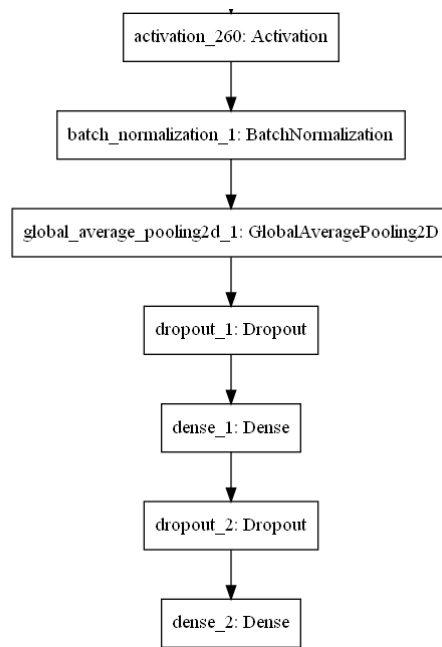 activation_260: Activation
batch_normalization_1: BatchNormalization
global_average_pooling2d_1: GlobalAveragePooling2D
dropout_1: Dropout
dense_1: Dense
dropout_2: Dropout
dense_2: Dense